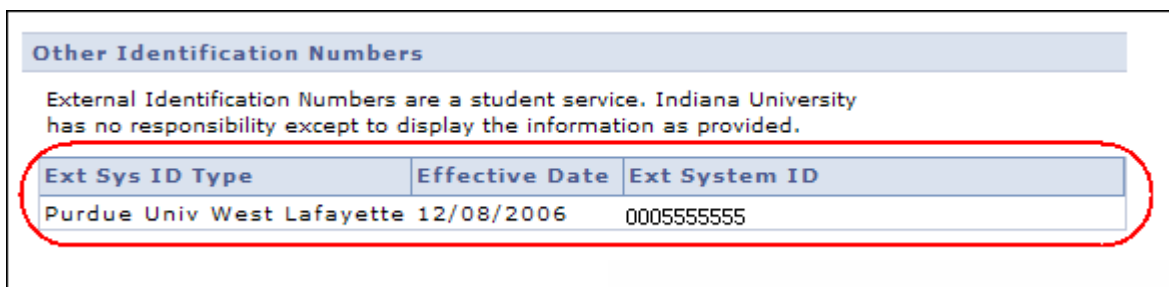 Other Identification Numbers
External Identification Numbers are a student service. Indiana University
has no responsibility except to display the information as provided.
Ext Sys ID Type Effective Date Ext System ID
Purdue Univ West Lafayette 12/08/2006 0005555555